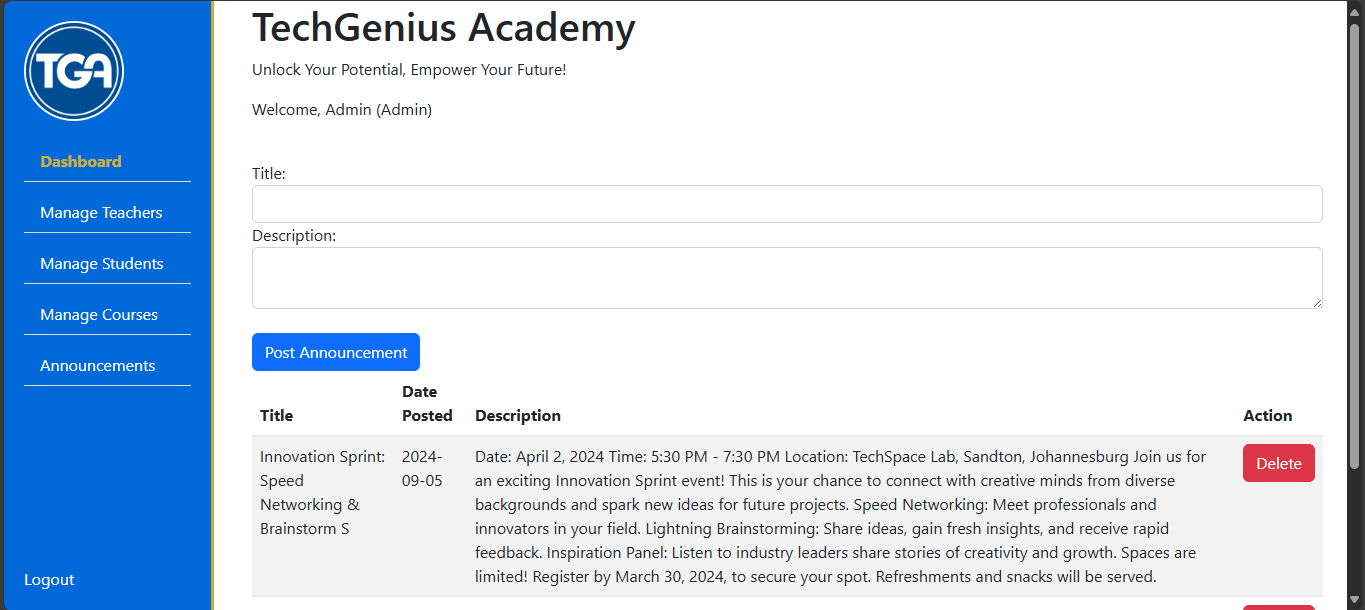 TGA
Dashboard
Manage Teachers
Manage Students
Manage Courses
Announcements
Logout
TechGenius Academy
Unlock Your Potential, Empower Your Future!
Welcome, Admin (Admin)
Title:
Description:
Post Announcement
Title Date Posted Description Action
Innovation Sprint:
Speed
Networking &
Brainstorm S
2024-
09-05
Date: April 2, 2024 Time: 5:30 PM - 7:30 PM Location: TechSpace Lab, Sandton, Johannesburg Join us for
an exciting Innovation Sprint event! This is your chance to connect with creative minds from diverse
backgrounds and spark new ideas for future projects. Speed Networking: Meet professionals and
innovators in your field. Lightning Brainstorming: Share ideas, gain fresh insights, and receive rapid
feedback. Inspiration Panel: Listen to industry leaders share stories of creativity and growth. Spaces are
limited! Register by March 30, 2024, to secure your spot. Refreshments and snacks will be served.
Delete